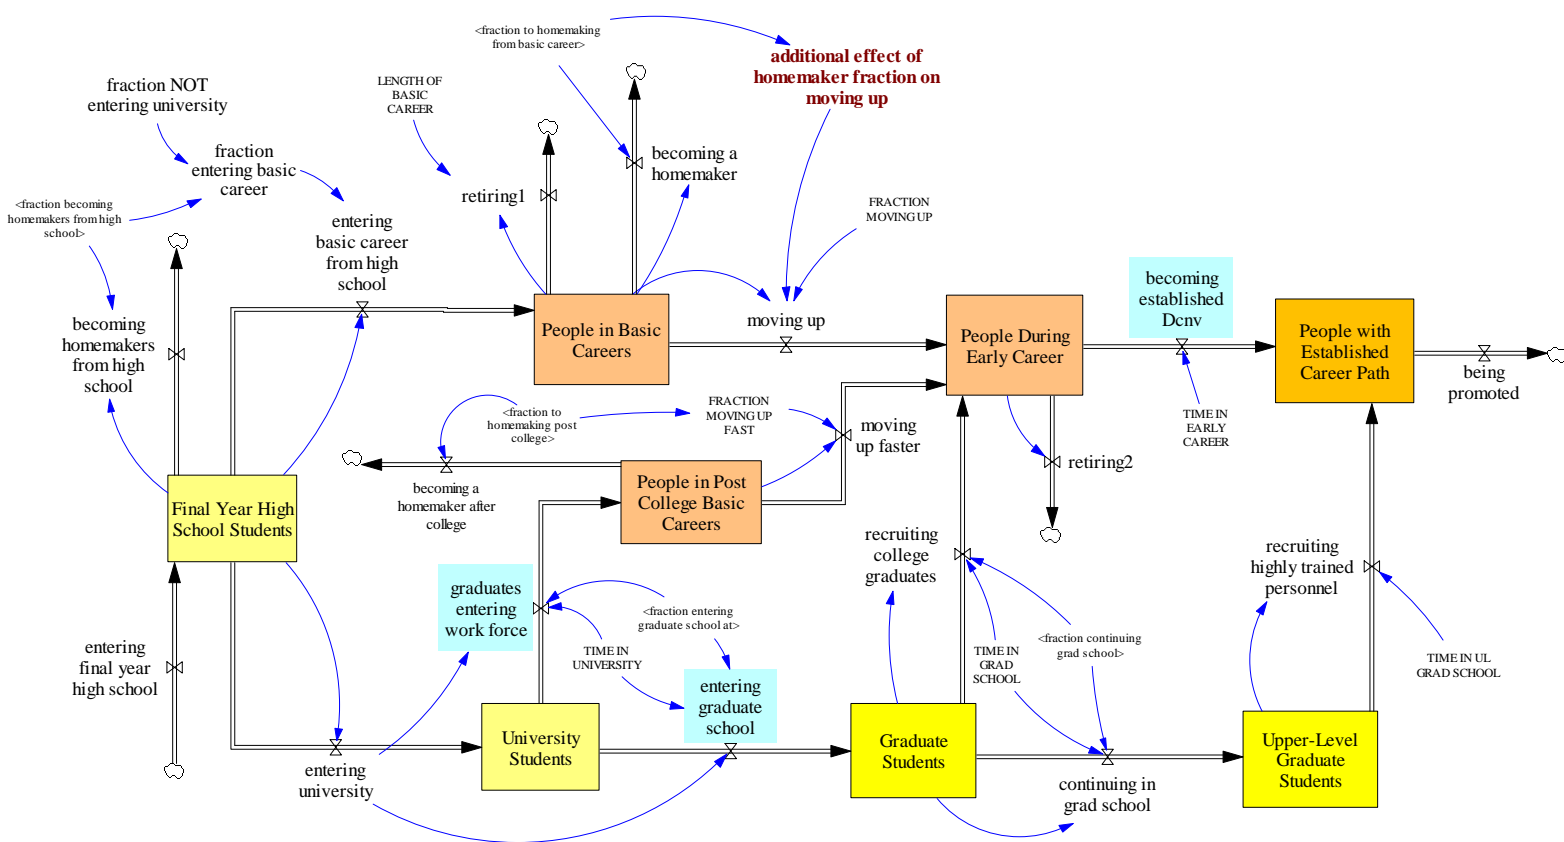 <fraction to homemaking
from basic career>
additional effect of
homemaker fraction on
moving up
fraction NOT
entering university
LENGTH OF
BASIC
CAREER
fraction
entering basic
career
becoming a
homemaker
retiring1
<fraction becoming
homemakers from high
school>
entering
basic career
from high
school
FRACTION
MOVING UP
becoming
established
Dcnv
becoming
homemakers
from high
school
People in Basic
Careers
moving up
People During
Early Career
People with
Established
Career Path
being
promoted
<fraction to
homemaking post
college>
FRACTION
MOVING UP
FAST
moving
up faster
TIME IN
EARLY
CAREER
retiring2
becoming a
homemaker after
college
People in Post
College Basic
Careers
Final Year High
School Students
recruiting
college
graduates
recruiting
highly trained
personnel
graduates
entering
work force
<fraction entering
graduate school at>
TIME IN
UNIVERSITY
TIME IN
GRAD
SCHOOL
<fraction continuing
grad school>
TIME IN UL
GRAD SCHOOL
entering
final year
high school
entering
graduate
school
University
Students
Graduate
Students
Upper-Level
Graduate
Students
entering
university
continuing in
grad school